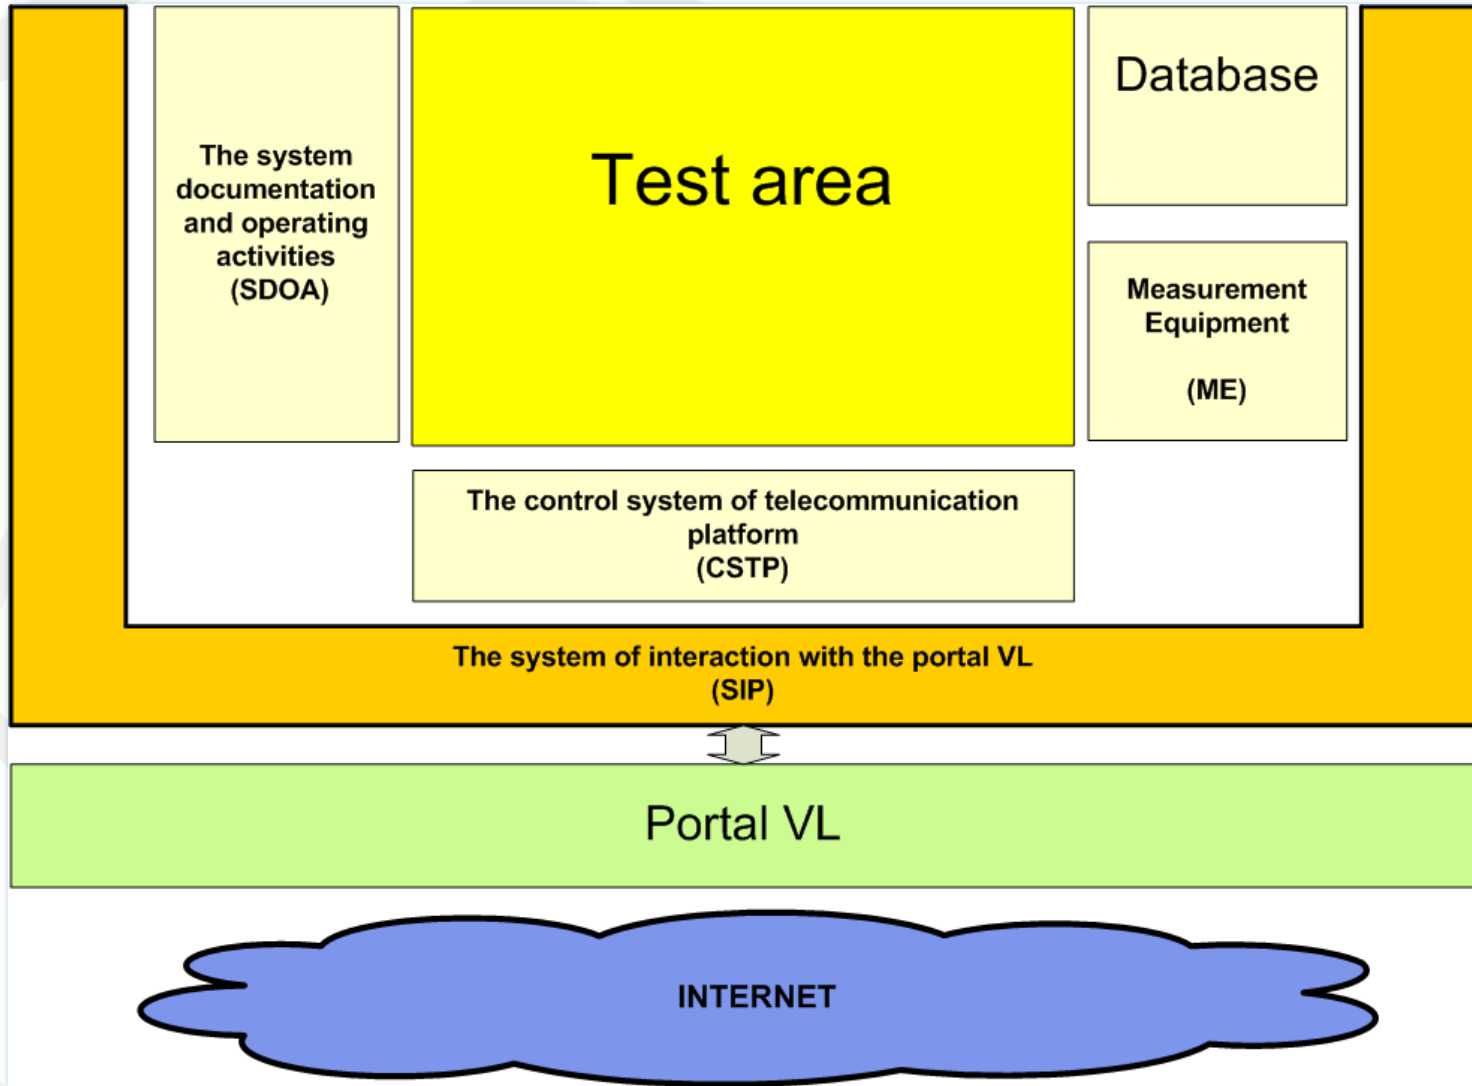 The system
documentation
and operating
activities
(SDOA)
Test area
Database
Measurement
Equipment
(ME)
The control system of telecommunication
platform
(CSTP)
The system of interaction with the portal VL
(SIP)
Portal VL
INTERNET